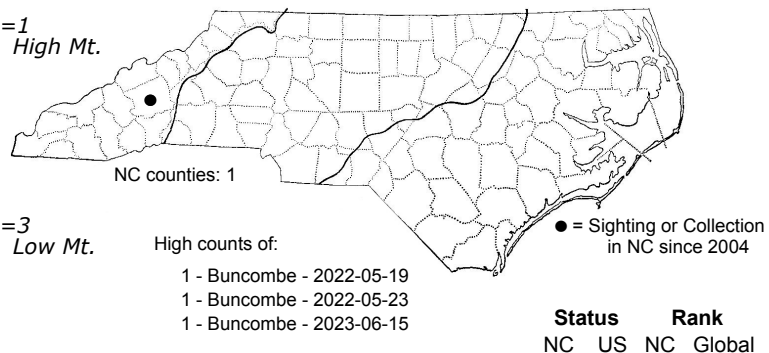 =1
High Mt.
NC counties: 1
=3
Low Mt.
High counts of:
1 - Buncombe - 2022-05-19
1 - Buncombe - 2022-05-23
1 - Buncombe - 2023-06-15
● = Sighting or Collection
in NC since 2004
Status Rank
NC US NC Global